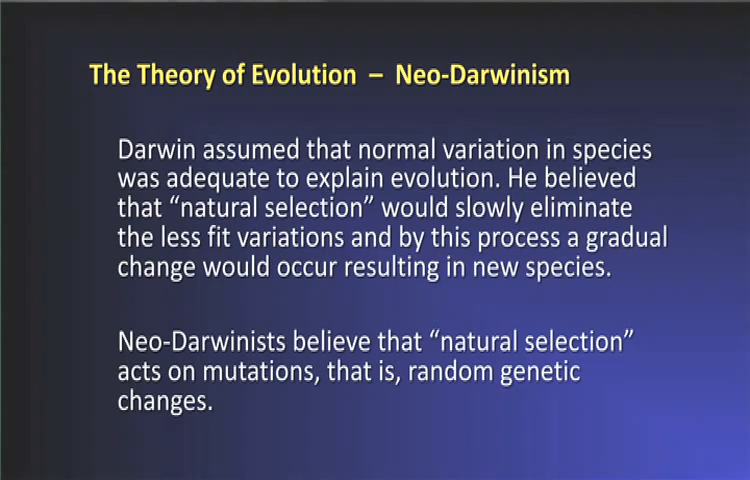 The Theory of Evolution – Neo-Darwinism
Darwin assumed that normal variation in species
was adequate to explain evolution. He believed
that “natural selection” would slowly eliminate
the less fit variations and by this process a gradual
change would occur resulting in new species.
Neo-Darwinists believe that “natural selection”
acts on mutations, that is, random genetic
changes.